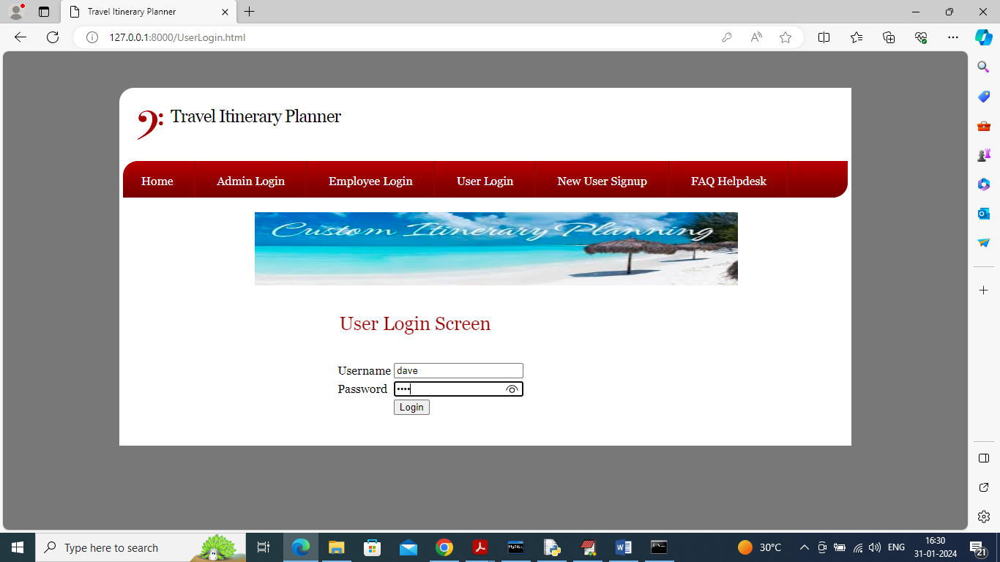 Travel Itinerary Planner
127.0.0.1:8000/UserLogin.html
Travel Itinerary Planner
Home Admin Login Employee Login User Login New User Signup FAQ Helpdesk
Custom Itinerary Planning
User Login Screen
Username dave
Password ••••
Login
Type here to search
30°C ENG 16:30
31-01-2024 21